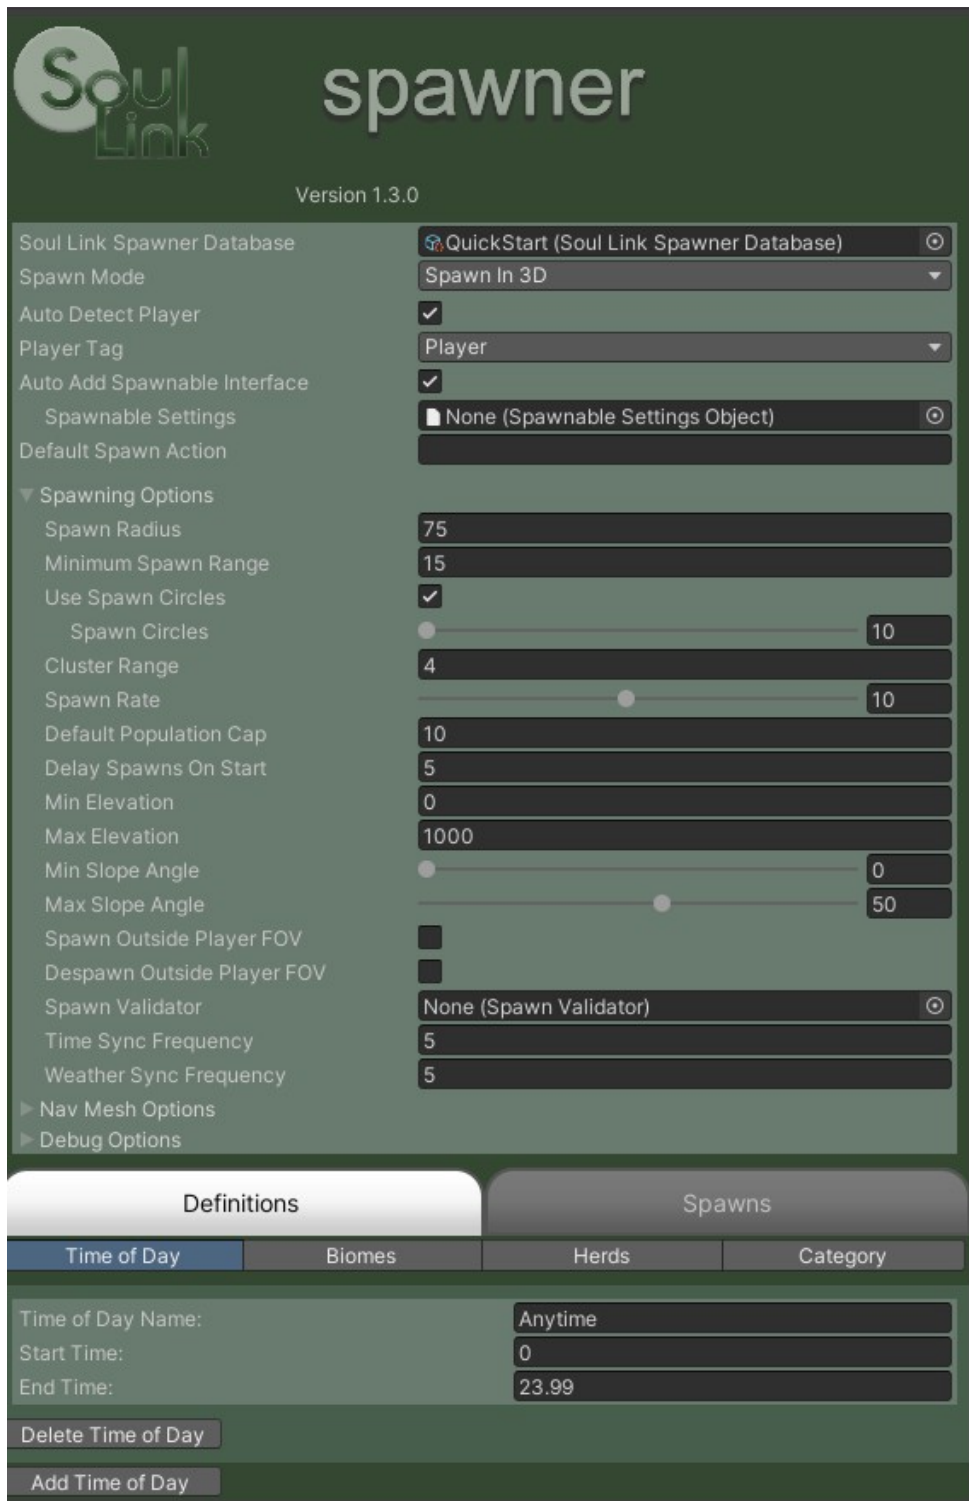 Soul
Link
spawner
Version 1.3.0
Soul Link Spawner Database QuickStart (Soul Link Spawner Database)
Spawn Mode Spawn In 3D
Auto Detect Player
Player Tag Player
Auto Add Spawnable Interface
Spawnable Settings None (Spawnable Settings Object)
Default Spawn Action
Spawning Options
Spawn Radius 75
Minimum Spawn Range 15
Use Spawn Circles
Spawn Circles 10
Cluster Range 4
Spawn Rate 10
Default Population Cap 10
Delay Spawns On Start 5
Min Elevation 0
Max Elevation 1000
Min Slope Angle 0
Max Slope Angle 50
Spawn Outside Player FOV
Despawn Outside Player FOV
Spawn Validator None (Spawn Validator)
Time Sync Frequency 5
Weather Sync Frequency 5
Nav Mesh Options
Debug Options
Definitions Spawns
Time of Day Biomes Herds Category
Time of Day Name: Anytime
Start Time: 0
End Time: 23.99
Delete Time of Day
Add Time of Day